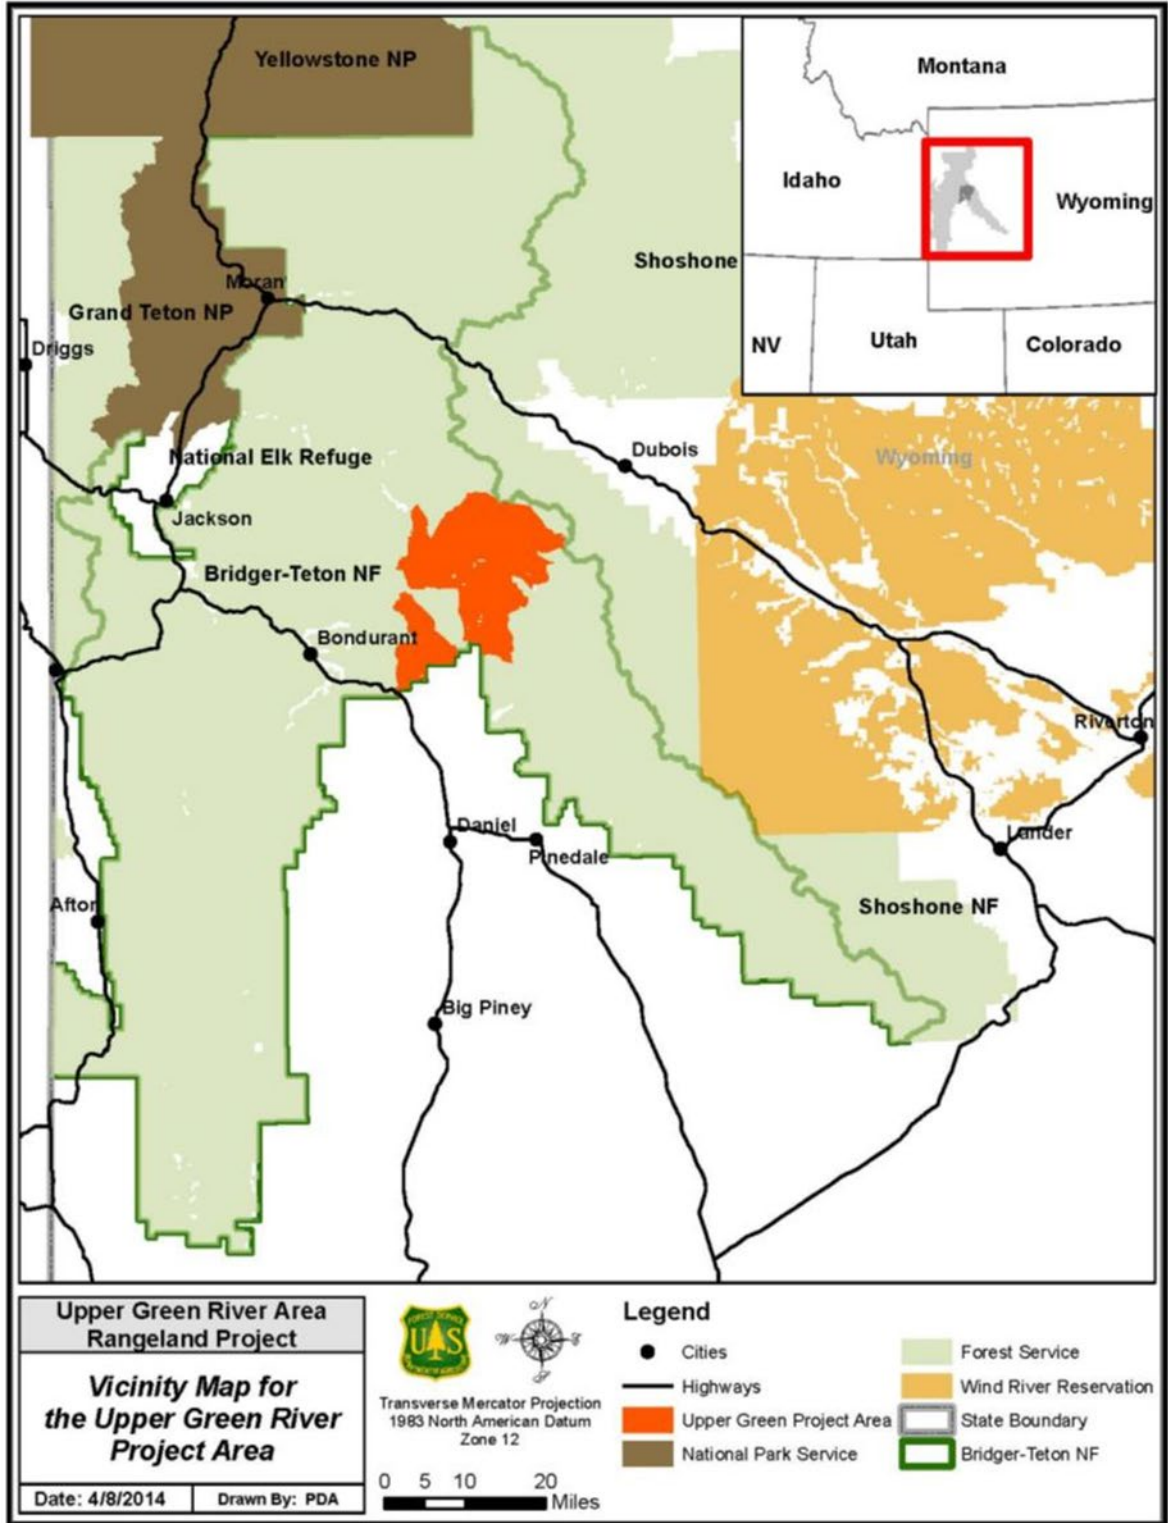 Yellowstone NP
Montana
Idaho
Wyoming
Shoshone
Moran
Grand Teton NP
NV
Utah
Colorado
Driggs
Dubois
National Elk Refuge
Wyoming
Jackson
Bridger-Teton NF
Bondurant
Riverton
Daniel
Pinedale
Lander
Afton
Shoshone NF
Big Piney
Upper Green River Area
Rangeland Project
Vicinity Map for
the Upper Green River
Project Area
Date: 4/8/2014
Drawn By: PDA
FOREST SERVICE
U S
N
W
E
S
Transverse Mercator Projection
1983 North American Datum
Zone 12
0 5 10 20
Miles
Legend
Cities
Highways
Upper Green Project Area
National Park Service
Forest Service
Wind River Reservation
State Boundary
Bridger-Teton NF